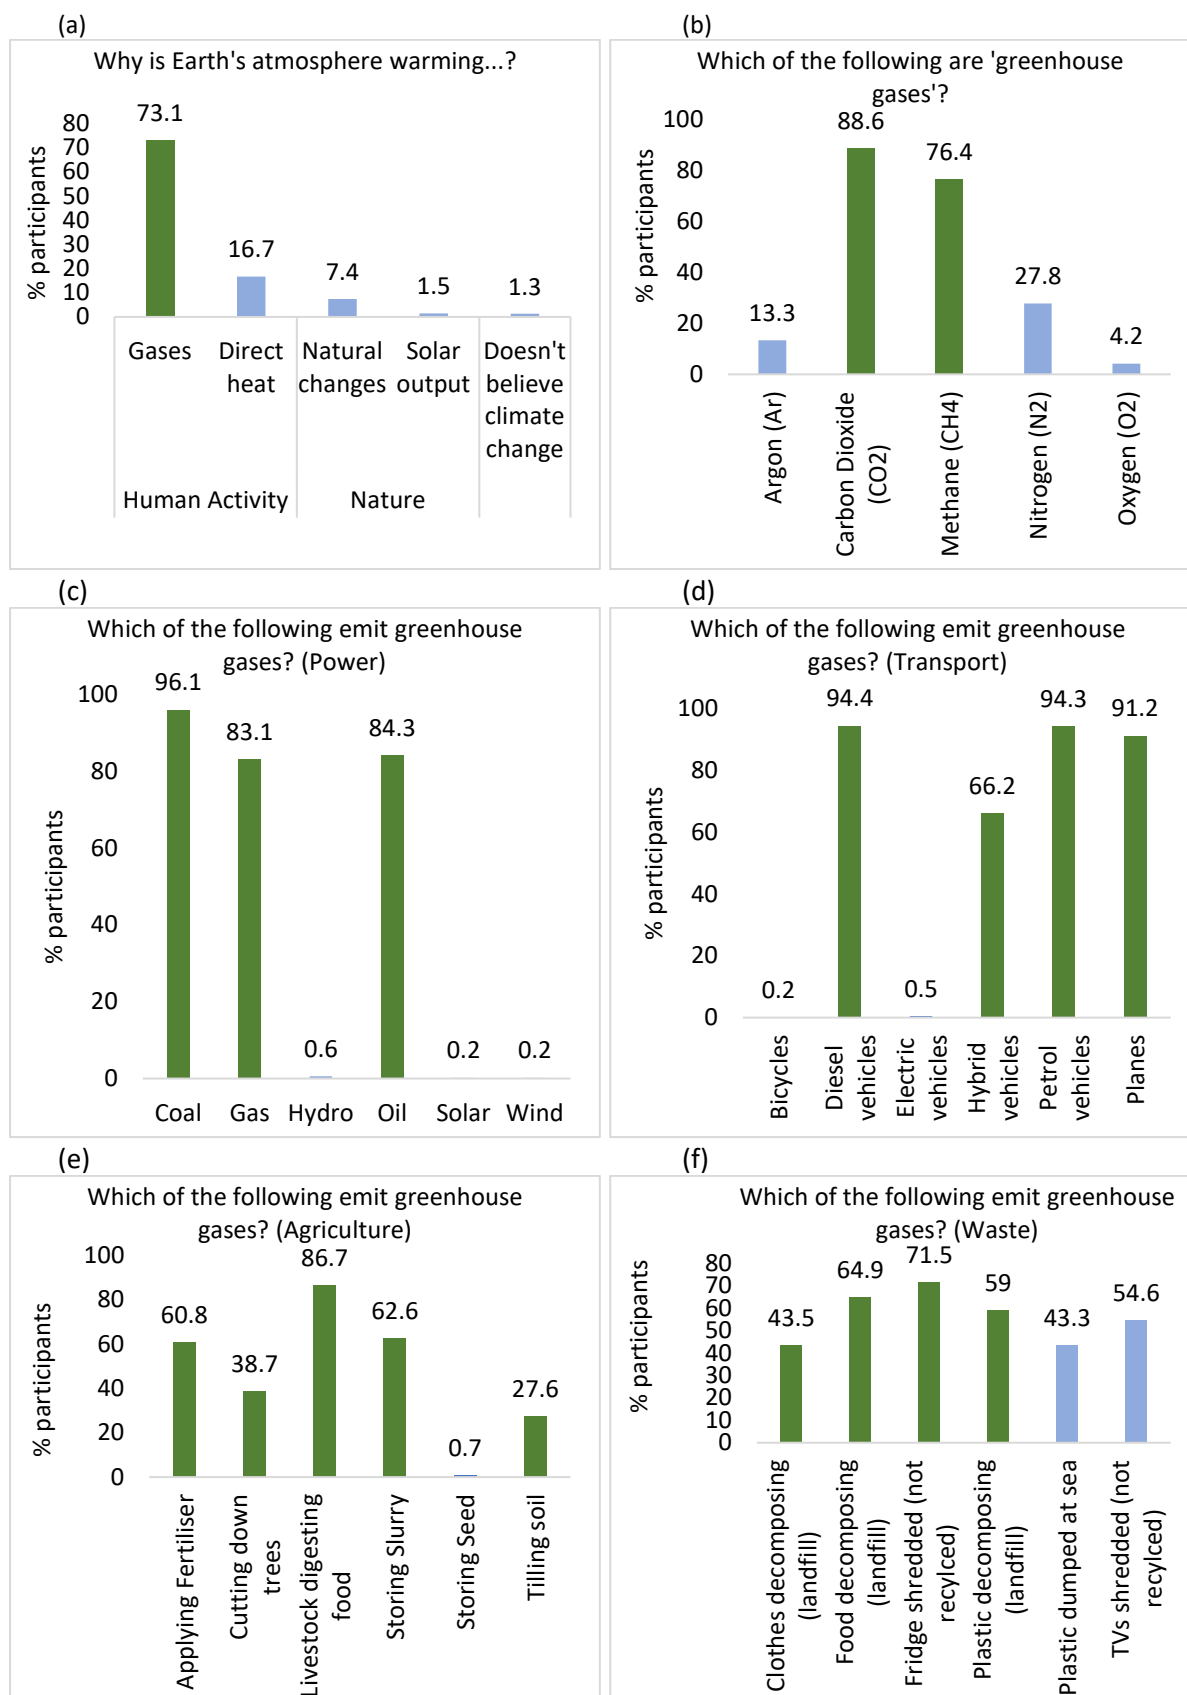 (a)
Why is Earth's atmosphere warming...?
% participants
80
70
60
50
40
30
20
10
0
73.1
16.7
7.4
1.5
1.3
Gases
Direct
heat
Natural
changes
Solar
output
Doesn't
believe
climate
change
Human Activity
Nature
(b)
Which of the following are 'greenhouse
gases'?
% participants
100
80
60
40
20
0
13.3
88.6
76.4
27.8
4.2
Argon (Ar)
Carbon Dioxide
(CO2)
Methane (CH4)
Nitrogen (N2)
Oxygen (O2)
(c)
Which of the following emit greenhouse
gases? (Power)
% participants
100
80
60
40
20
0
96.1
83.1
0.6
84.3
0.2
0.2
Coal
Gas
Hydro
Oil
Solar
Wind
(d)
Which of the following emit greenhouse
gases? (Transport)
% participants
100
80
60
40
20
0
0.2
94.4
0.5
66.2
94.3
91.2
Bicycles
Diesel
vehicles
Electric
vehicles
Hybrid
vehicles
Petrol
vehicles
Planes
(e)
Which of the following emit greenhouse
gases? (Agriculture)
% participants
100
80
60
40
20
0
60.8
38.7
86.7
62.6
0.7
27.6
Applying Fertiliser
Cutting down
trees
Livestock digesting
food
Storing Slurry
Storing Seed
Tilling soil
(f)
Which of the following emit greenhouse
gases? (Waste)
% participants
80
70
60
50
40
30
20
10
0
43.5
64.9
71.5
59
43.3
54.6
Clothes decomposing
(landfill)
Food decomposing
(landfill)
Fridge shredded (not
recylced)
Plastic decomposing
(landfill)
Plastic dumped at sea
TVs shredded (not
recylced)